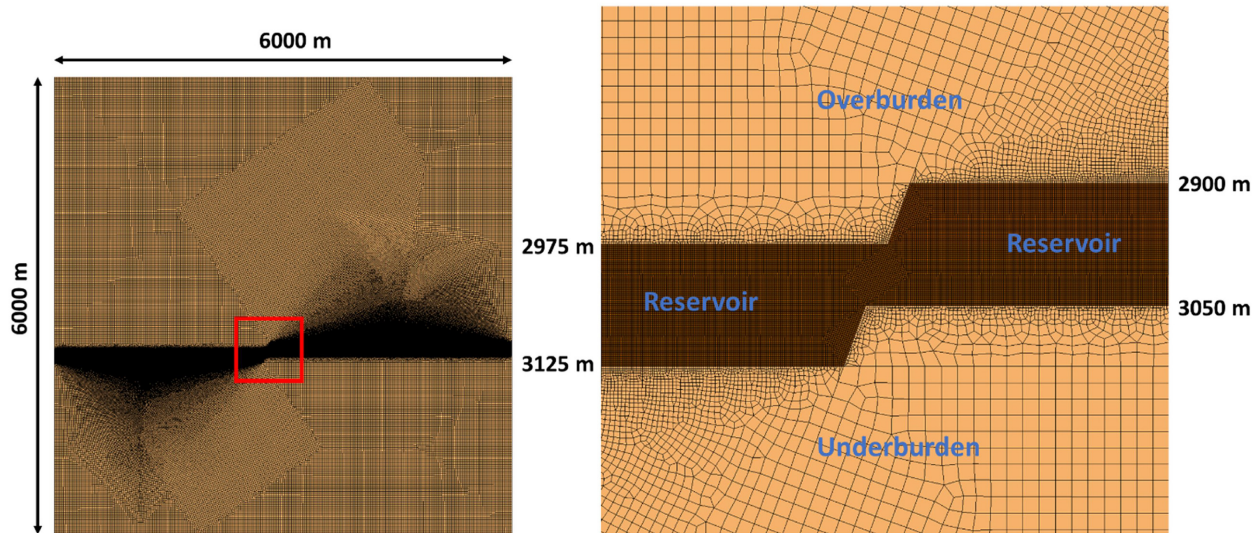 6000 m
6000 m
Overburden
2900 m
2975 m
Reservoir
Reservoir
3050 m
3125 m
Underburden